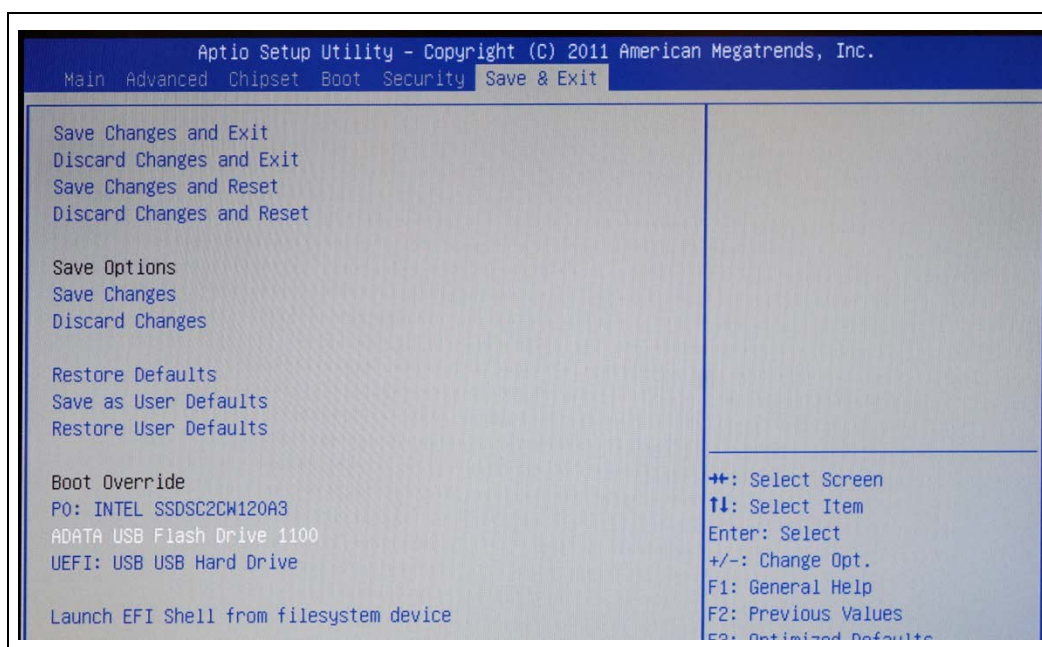 Aptio Setup Utility – Copyright (C) 2011 American Megatrends, Inc.
Main Advanced Chipset Boot Security Save & Exit
Save Changes and Exit
Discard Changes and Exit
Save Changes and Reset
Discard Changes and Reset
Save Options
Save Changes
Discard Changes
Restore Defaults
Save as User Defaults
Restore User Defaults
Boot Override
P0: INTEL SSDSC2CW120A3
ADATA USB Flash Drive 1100
UEFI: USB USB Hard Drive
Launch EFI Shell from filesystem device
→←: Select Screen
↑↓: Select Item
Enter: Select
+/-: Change Opt.
F1: General Help
F2: Previous Values
F3: Optimized Defaults